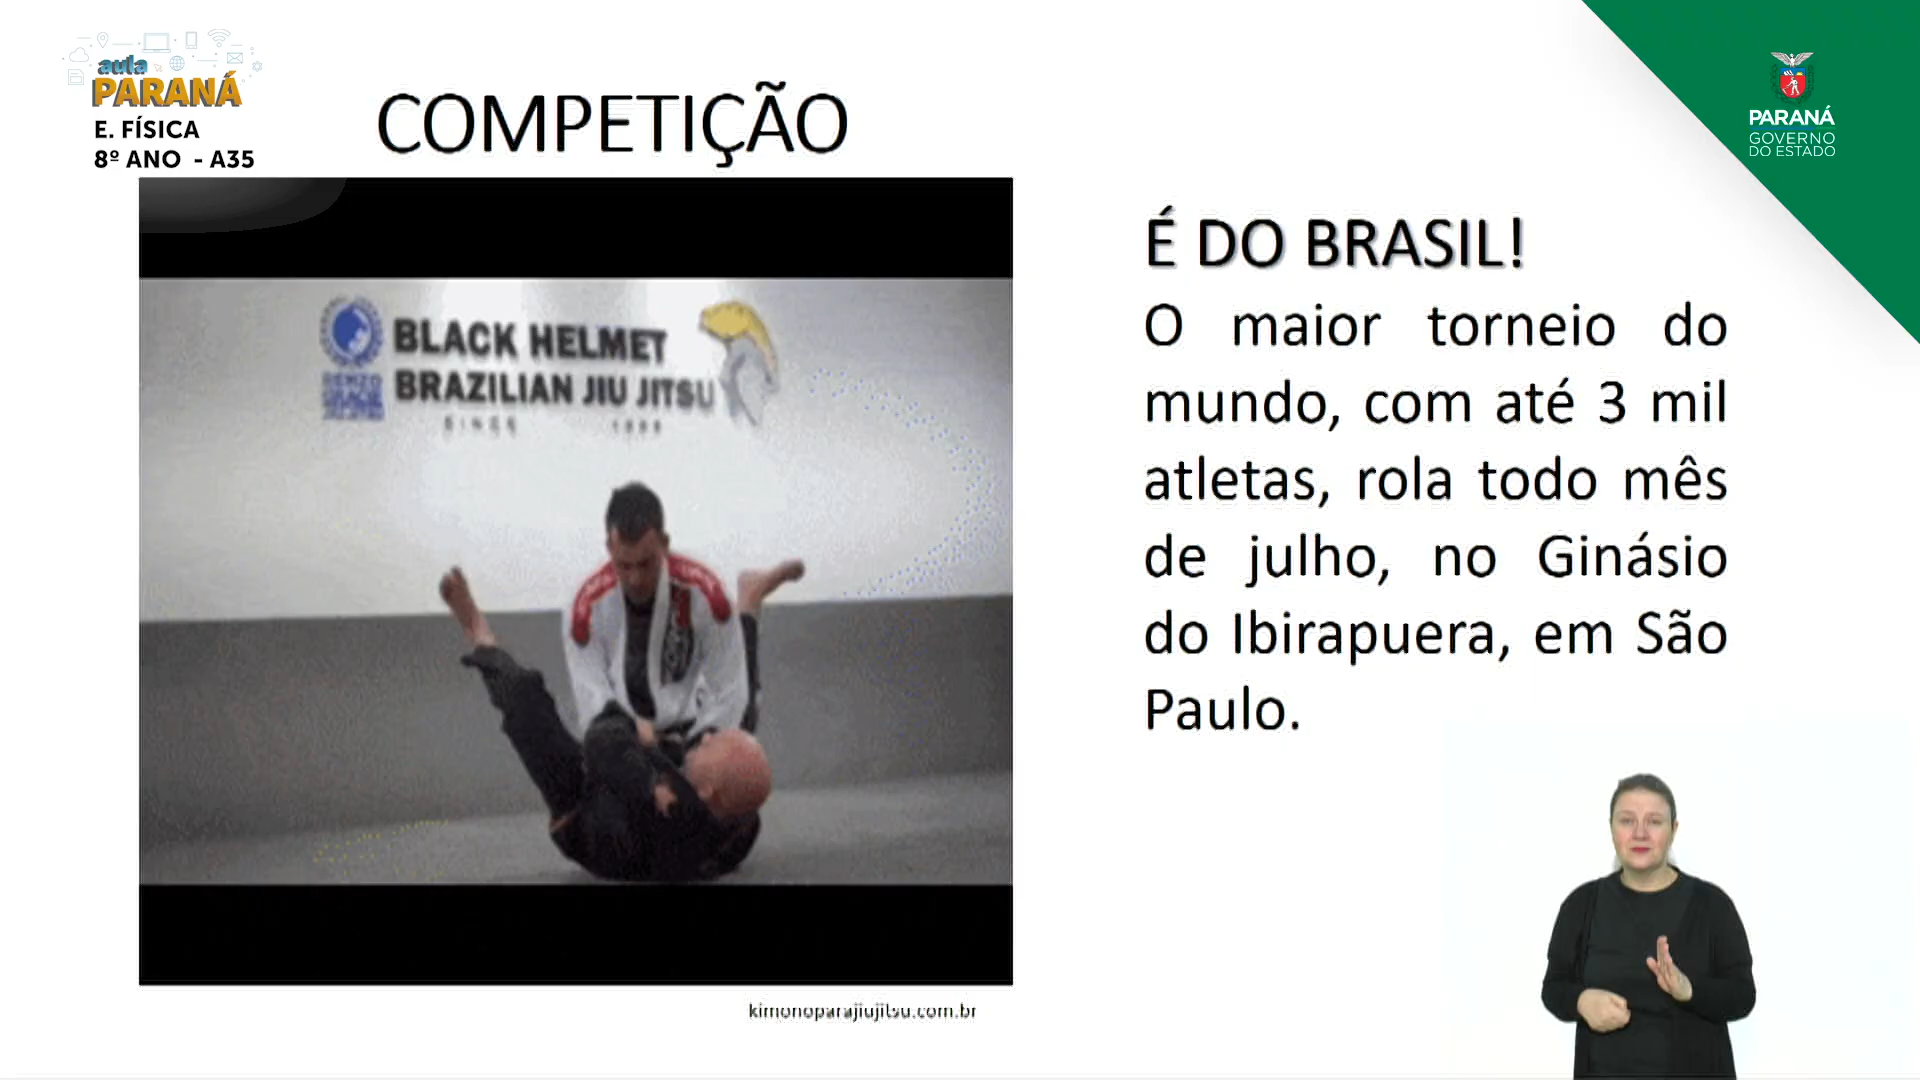 aula
PARANÁ
E. FÍSICA
8º ANO - A35
COMPETIÇÃO
PARANÁ
GOVERNO
DO ESTADO
BLACK HELMET
BRAZILIAN JIU JITSU
SINCE
É DO BRASIL!
O maior torneio do
mundo, com até 3 mil
atletas, rola todo mês
de julho, no Ginásio
do Ibirapuera, em São
Paulo.
kimonoparajiujitsu.com.br